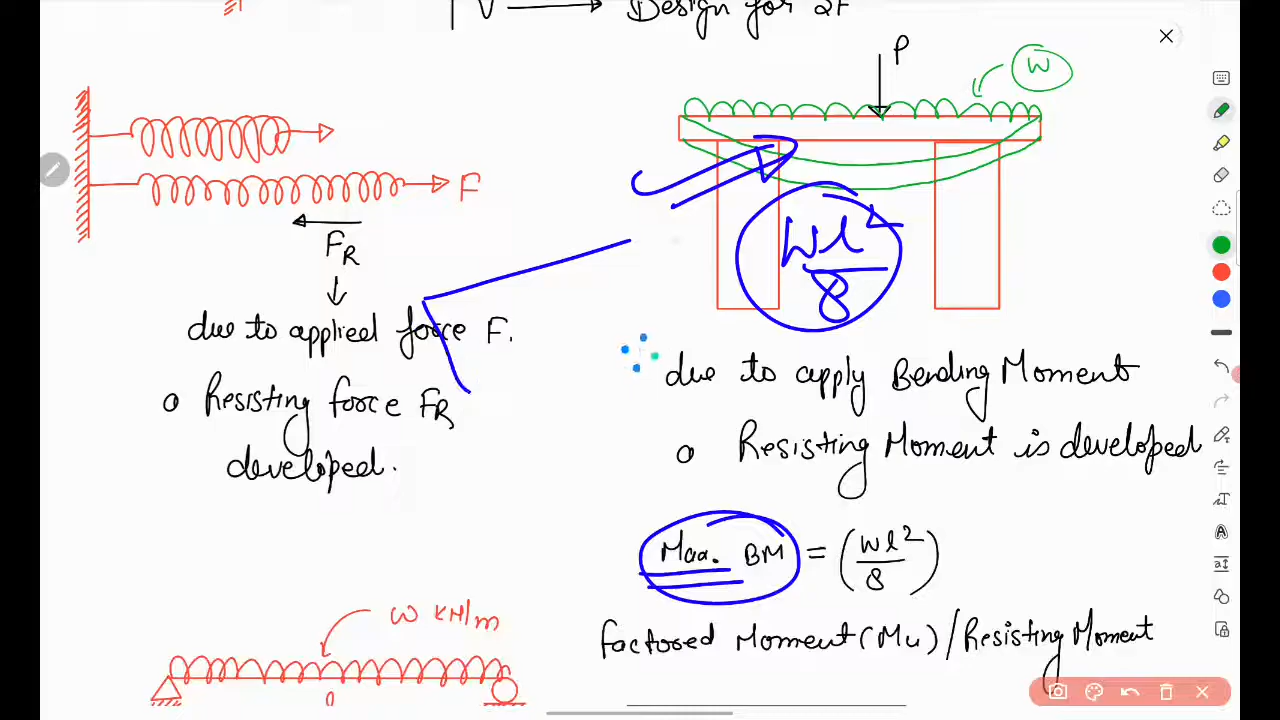 Design for 2F
P
W
F
FR
due to applied force F.
o Resisting force FR
developed.
Wl²
8
due to apply Bending Moment
o Resisting Moment is developed
Max. BM = (wl²/8)
Factored Moment (Mu) / Resisting Moment
w kN/m